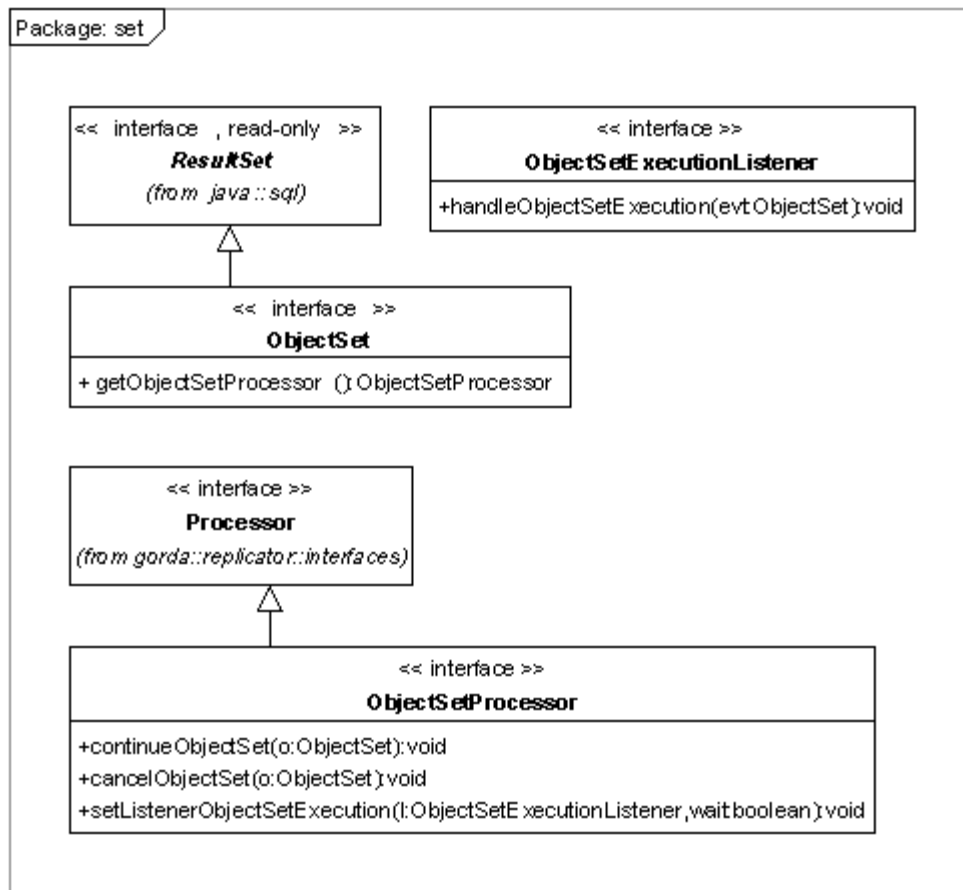 Package: set
<< interface , read-only >>
ResultSet
(from java::sql)
<< interface >>
ObjectSetExecutionListener
+handleObjectSetExecution(evt:ObjectSet):void
<< interface >>
ObjectSet
+ getObjectSetProcessor ():ObjectSetProcessor
<< interface >>
Processor
(from gorda::replicator::interfaces)
<< interface >>
ObjectSetProcessor
+continueObjectSet(o:ObjectSet):void
+cancelObjectSet(o:ObjectSet):void
+setListenerObjectSetExecution(l:ObjectSetExecutionListener,wait:boolean):void